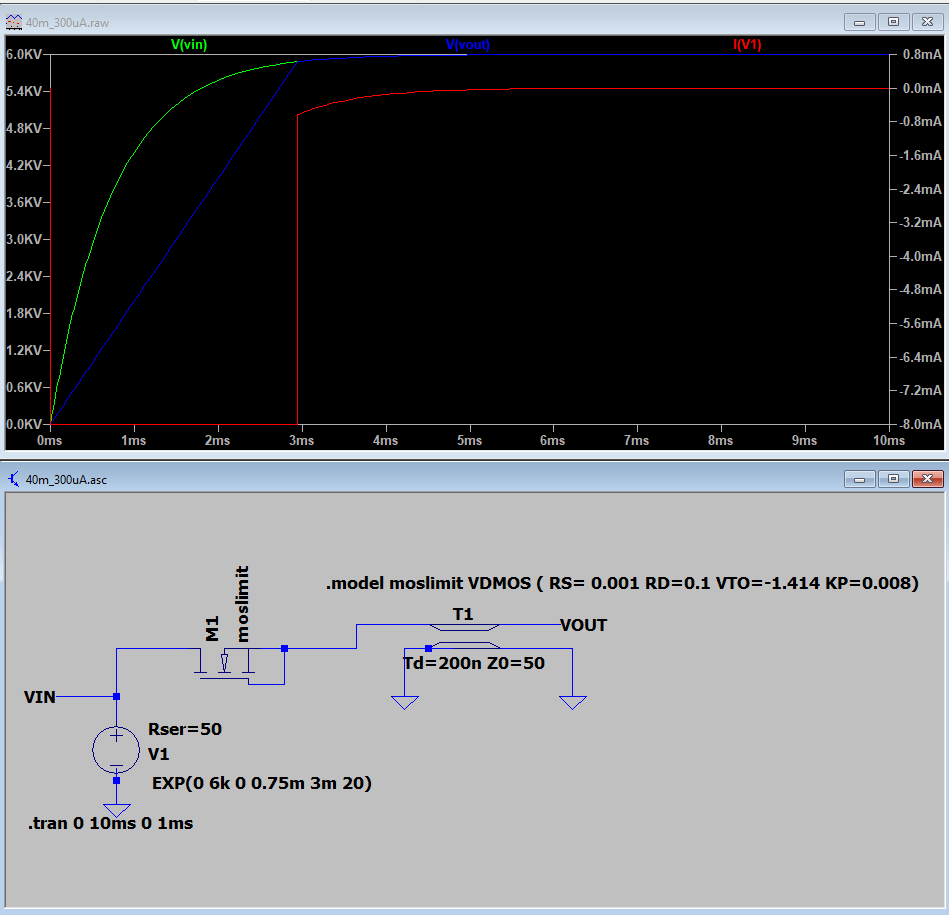 40m_300uA.raw
V(vin) V(vout) I(V1)
6.0KV 0.8mA
5.4KV 0.0mA
4.8KV -0.8mA
4.2KV -1.6mA
3.6KV -2.4mA
3.0KV -3.2mA
2.4KV -4.0mA
1.8KV -4.8mA
1.2KV -5.6mA
-6.4mA
0.6KV -7.2mA
0.0KV -8.0mA
0ms 1ms 2ms 3ms 4ms 5ms 6ms 7ms 8ms 9ms 10ms
40m_300uA.asc
.model moslimit VDMOS ( RS= 0.001 RD=0.1 VTO=-1.414 KP=0.008)
M1
moslimit
T1
VOUT
Td=200n Z0=50
VIN
Rser=50
V1
EXP(0 6k 0 0.75m 3m 20)
.tran 0 10ms 0 1ms